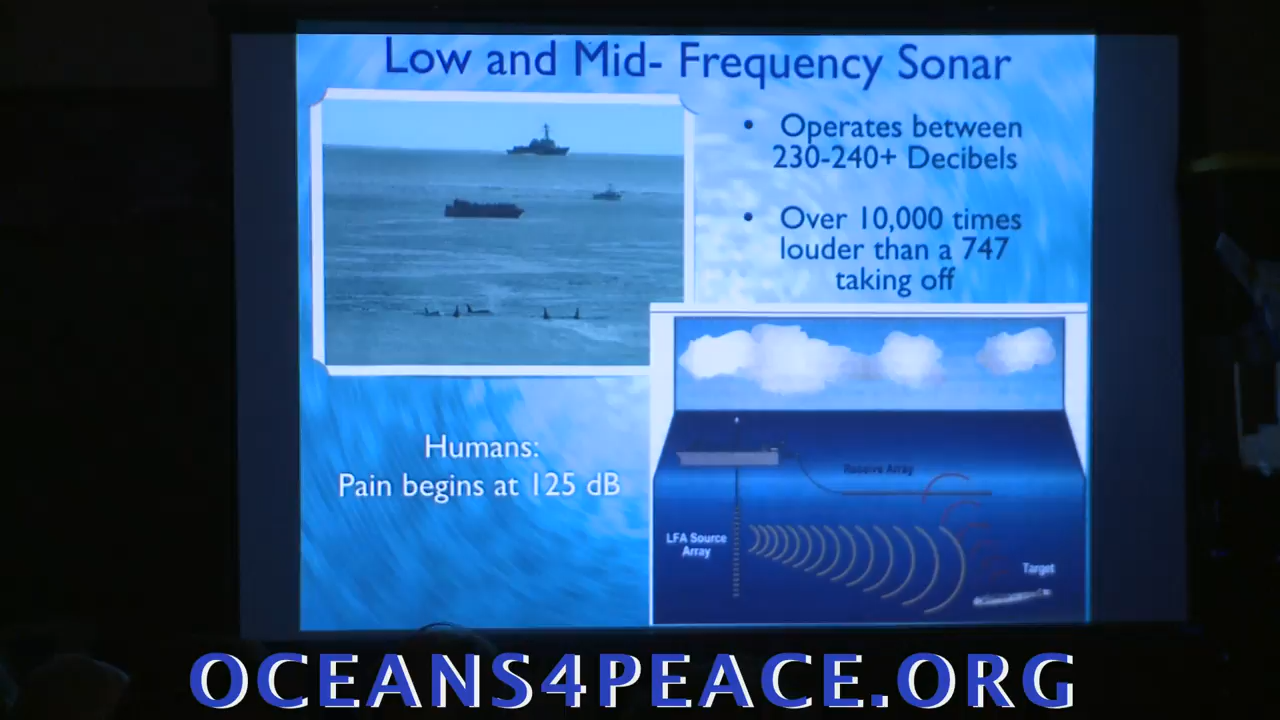 Low and Mid- Frequency Sonar
• Operates between
230-240+ Decibels
• Over 10,000 times
louder than a 747
taking off
Humans:
Pain begins at 125 dB
Receive Array
LFA Source
Array
Target
OCEANS4PEACE.ORG